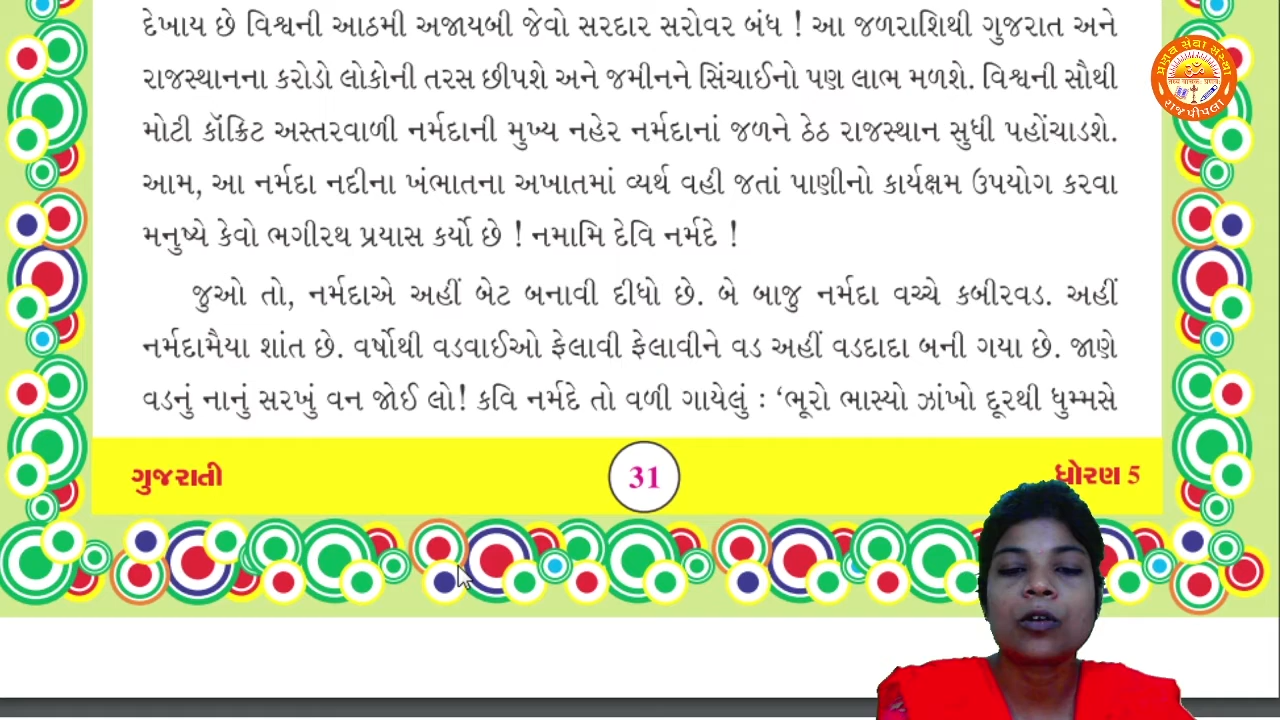 દેખાય છે વિશ્વની આઠમી અજાયબી જેવો સરદાર સરોવર બંધ ! આ જળરાશિથી ગુજરાત અને
રાજસ્થાનના કરોડો લોકોની તરસ છીપશે અને જમીનને સિંચાઈનો પણ લાભ મળશે. વિશ્વની સૌથી
મોટી કૉંક્રિટ અસ્તરવાળી નર્મદાની મુખ્ય નહેર નર્મદાનાં જળને ઠેઠ રાજસ્થાન સુધી પહોંચાડશે.
આમ, આ નર્મદા નદીના ખંભાતના અખાતમાં વ્યર્થ વહી જતાં પાણીનો કાર્યક્ષમ ઉપયોગ કરવા
મનુષ્યે કેવો ભગીરથ પ્રયાસ કર્યો છે ! નમામિ દેવિ નર્મદે !
જુઓ તો, નર્મદાએ અહીં બેટ બનાવી દીધો છે. બે બાજુ નર્મદા વચ્ચે કબીરવડ. અહીં
નર્મદામૈયા શાંત છે. વર્ષોથી વડવાઈઓ ફેલાવી ફેલાવીને વડ અહીં વડદાદા બની ગયા છે. જાણે
વડનું નાનું સરખું વન જોઈ લો! કવિ નર્મદે તો વળી ગાયેલું : ‘ભૂરો ભાસ્યો ઝાંખો દૂરથી ધુમ્મસે
ગુજરાતી
31
ધોરણ 5
પ્રણવ સેવા સંસ્થા
રાજપીપલા